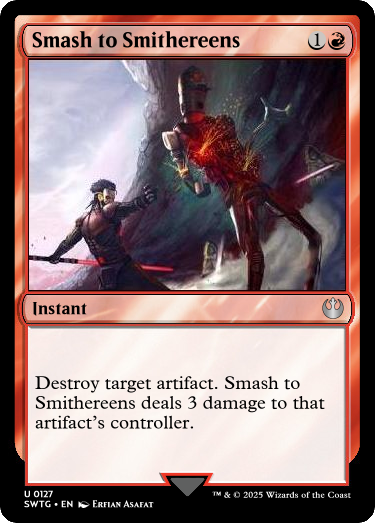 Smash to Smithereens 1
Instant
Destroy target artifact. Smash to
Smithereens deals 3 damage to that
artifact's controller.
U 0127
SWTG • EN Erfian Asafat
™ & © 2025 Wizards of the Coast